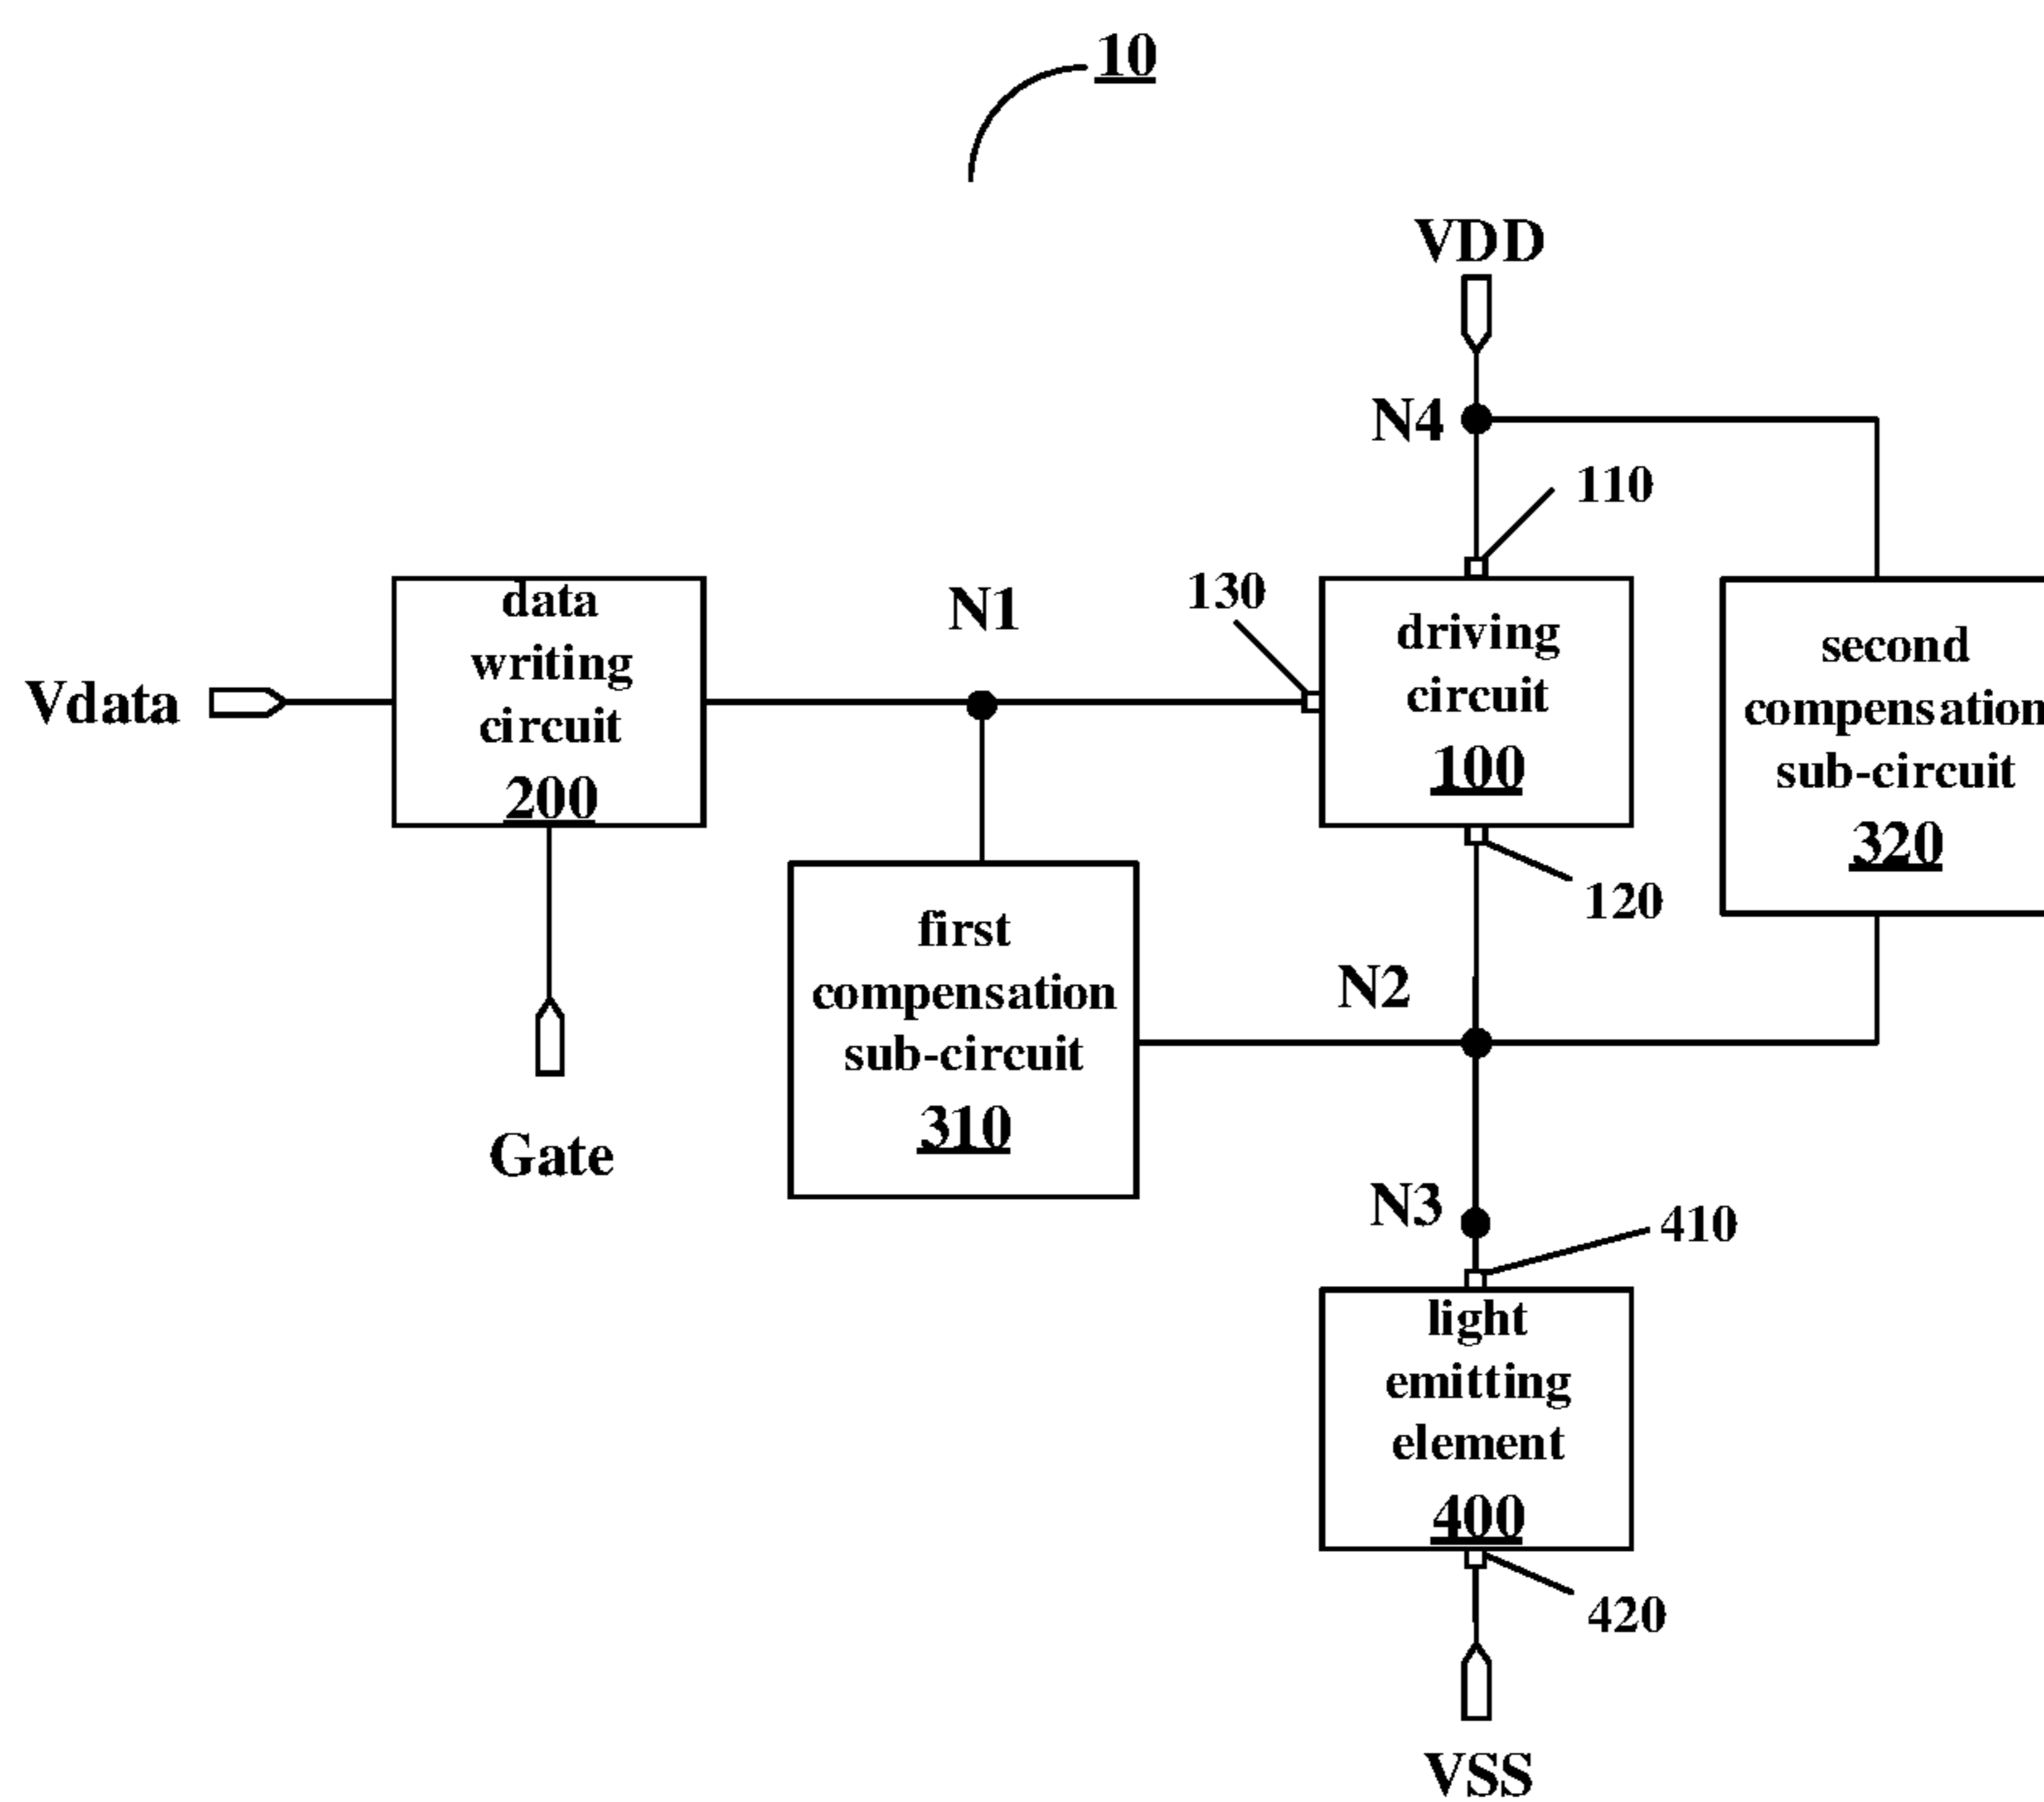 10
VDD
N4
110
130
N1
data
writing
circuit
200
driving
circuit
100
second
compensation
sub-circuit
320
Vdata
120
first
compensation
sub-circuit
310
N2
Gate
N3
410
light
emitting
element
400
420
VSS